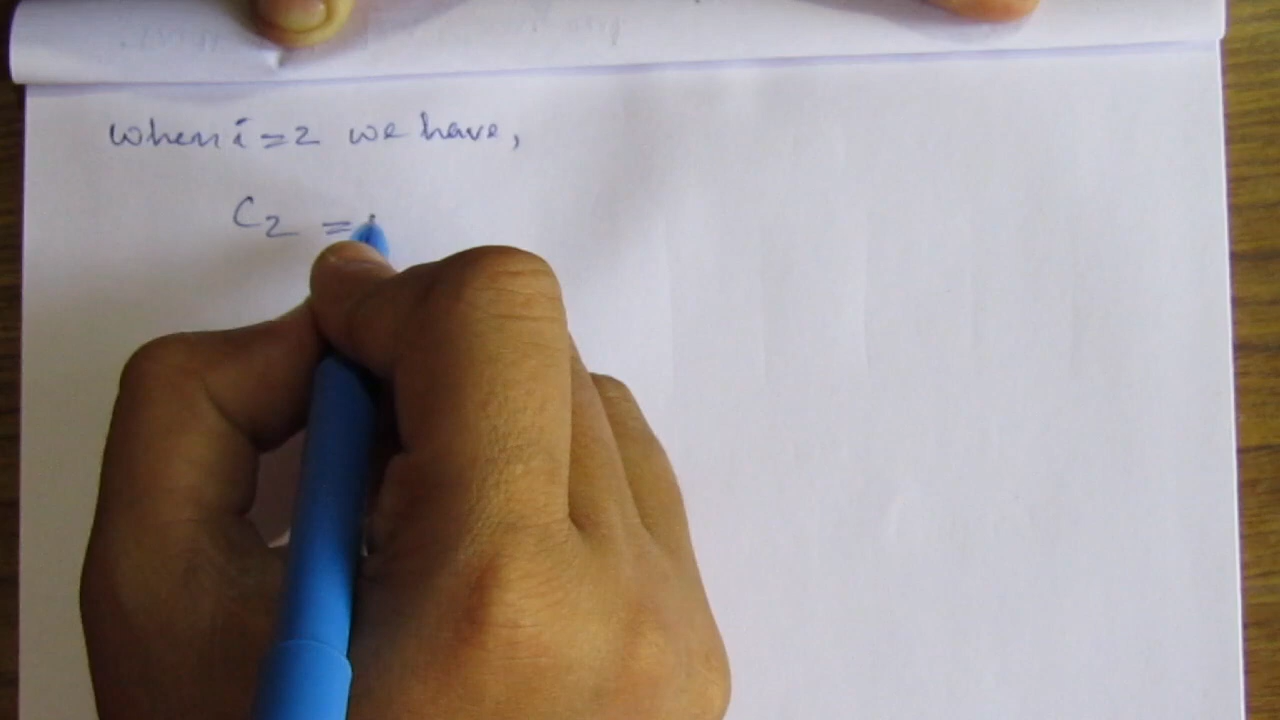 when i = 2 we have,
C2 =